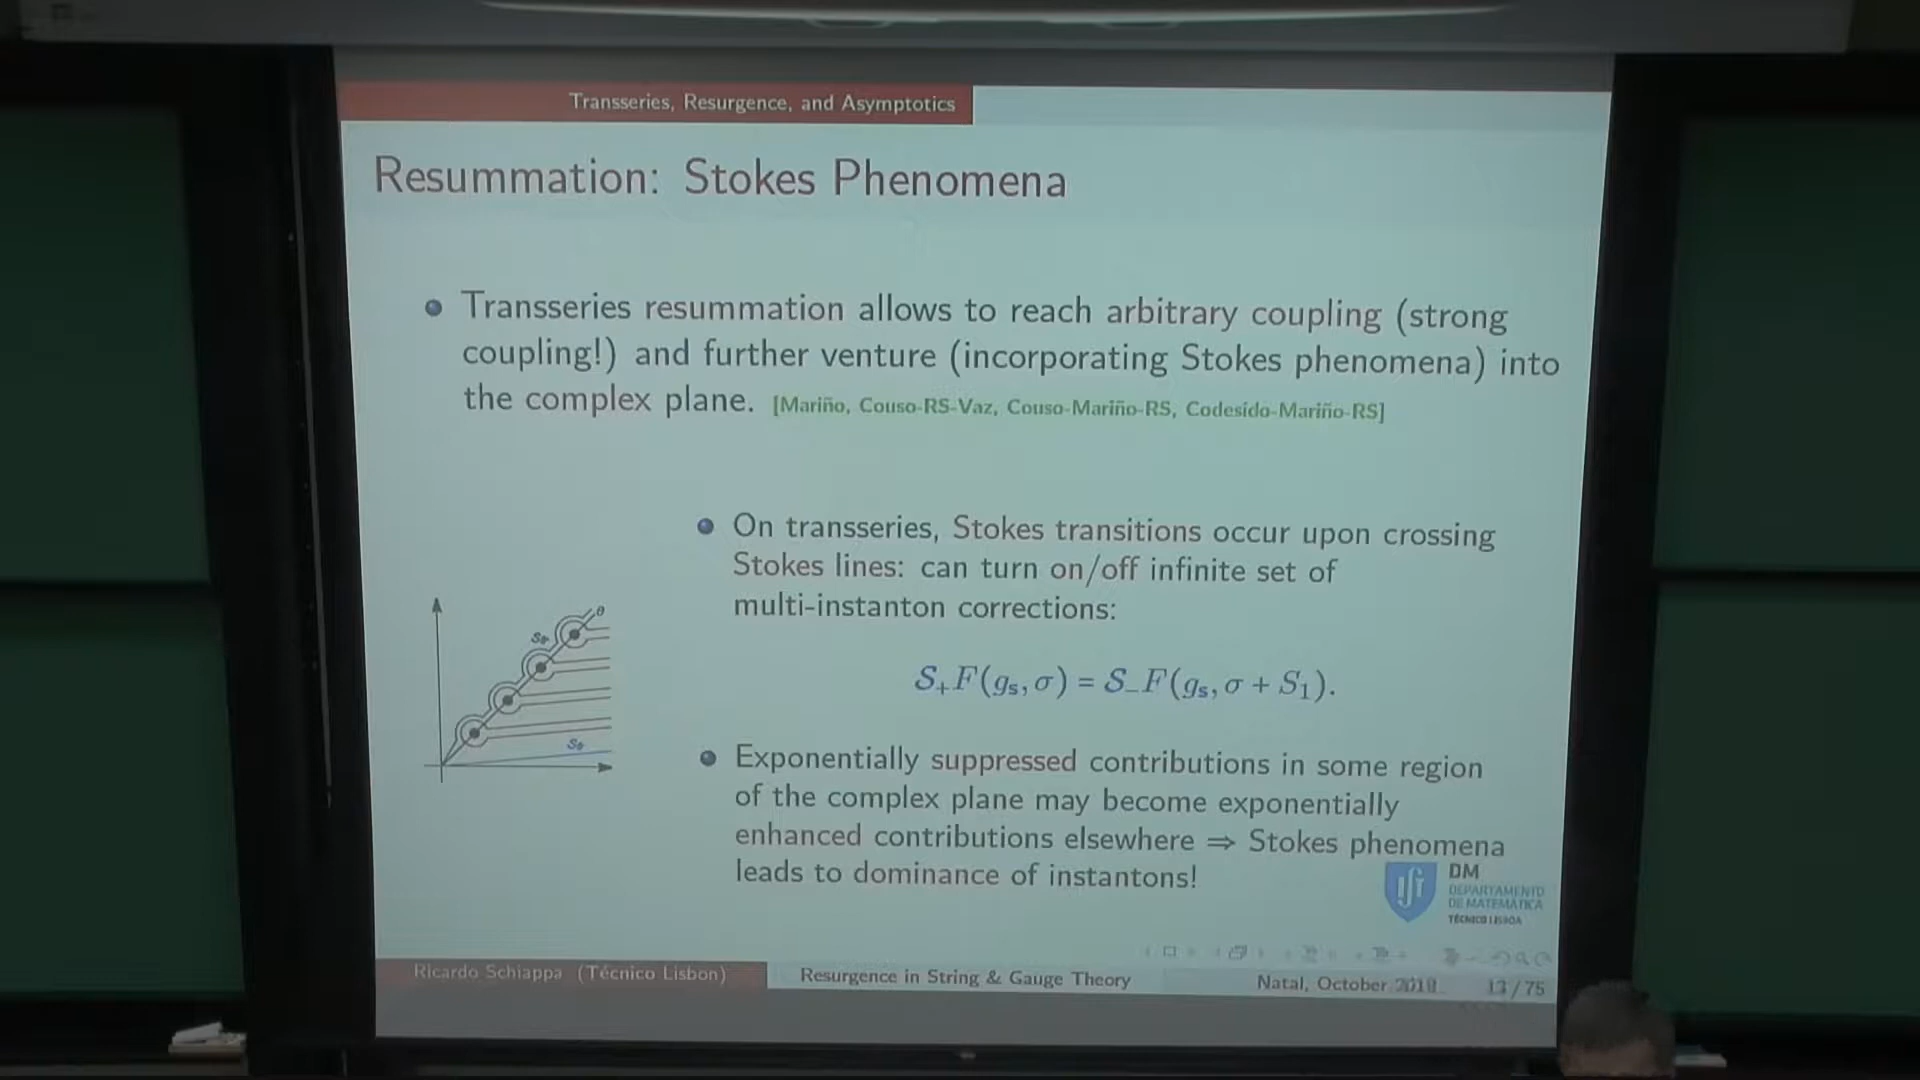 Transseries, Resurgence, and Asymptotics
Resummation: Stokes Phenomena
Transseries resummation allows to reach arbitrary coupling (strong
coupling!) and further venture (incorporating Stokes phenomena) into
the complex plane. [Mariño, Couso-RS-Vaz, Couso-Mariño-RS, Codesido-Mariño-RS]
On transseries, Stokes transitions occur upon crossing
Stokes lines: can turn on/off infinite set of
multi-instanton corrections:
S₊F(gₛ, σ) = S₋F(gₛ, σ + S₁).
Exponentially suppressed contributions in some region
of the complex plane may become exponentially
enhanced contributions elsewhere ⇒ Stokes phenomena
leads to dominance of instantons!
θ
DM
DEPARTAMENTO
DE MATEMÁTICA
TÉCNICO LISBOA
Ricardo Schiappa (Técnico Lisbon)
Resurgence in String & Gauge Theory
Natal, October
13 / 75